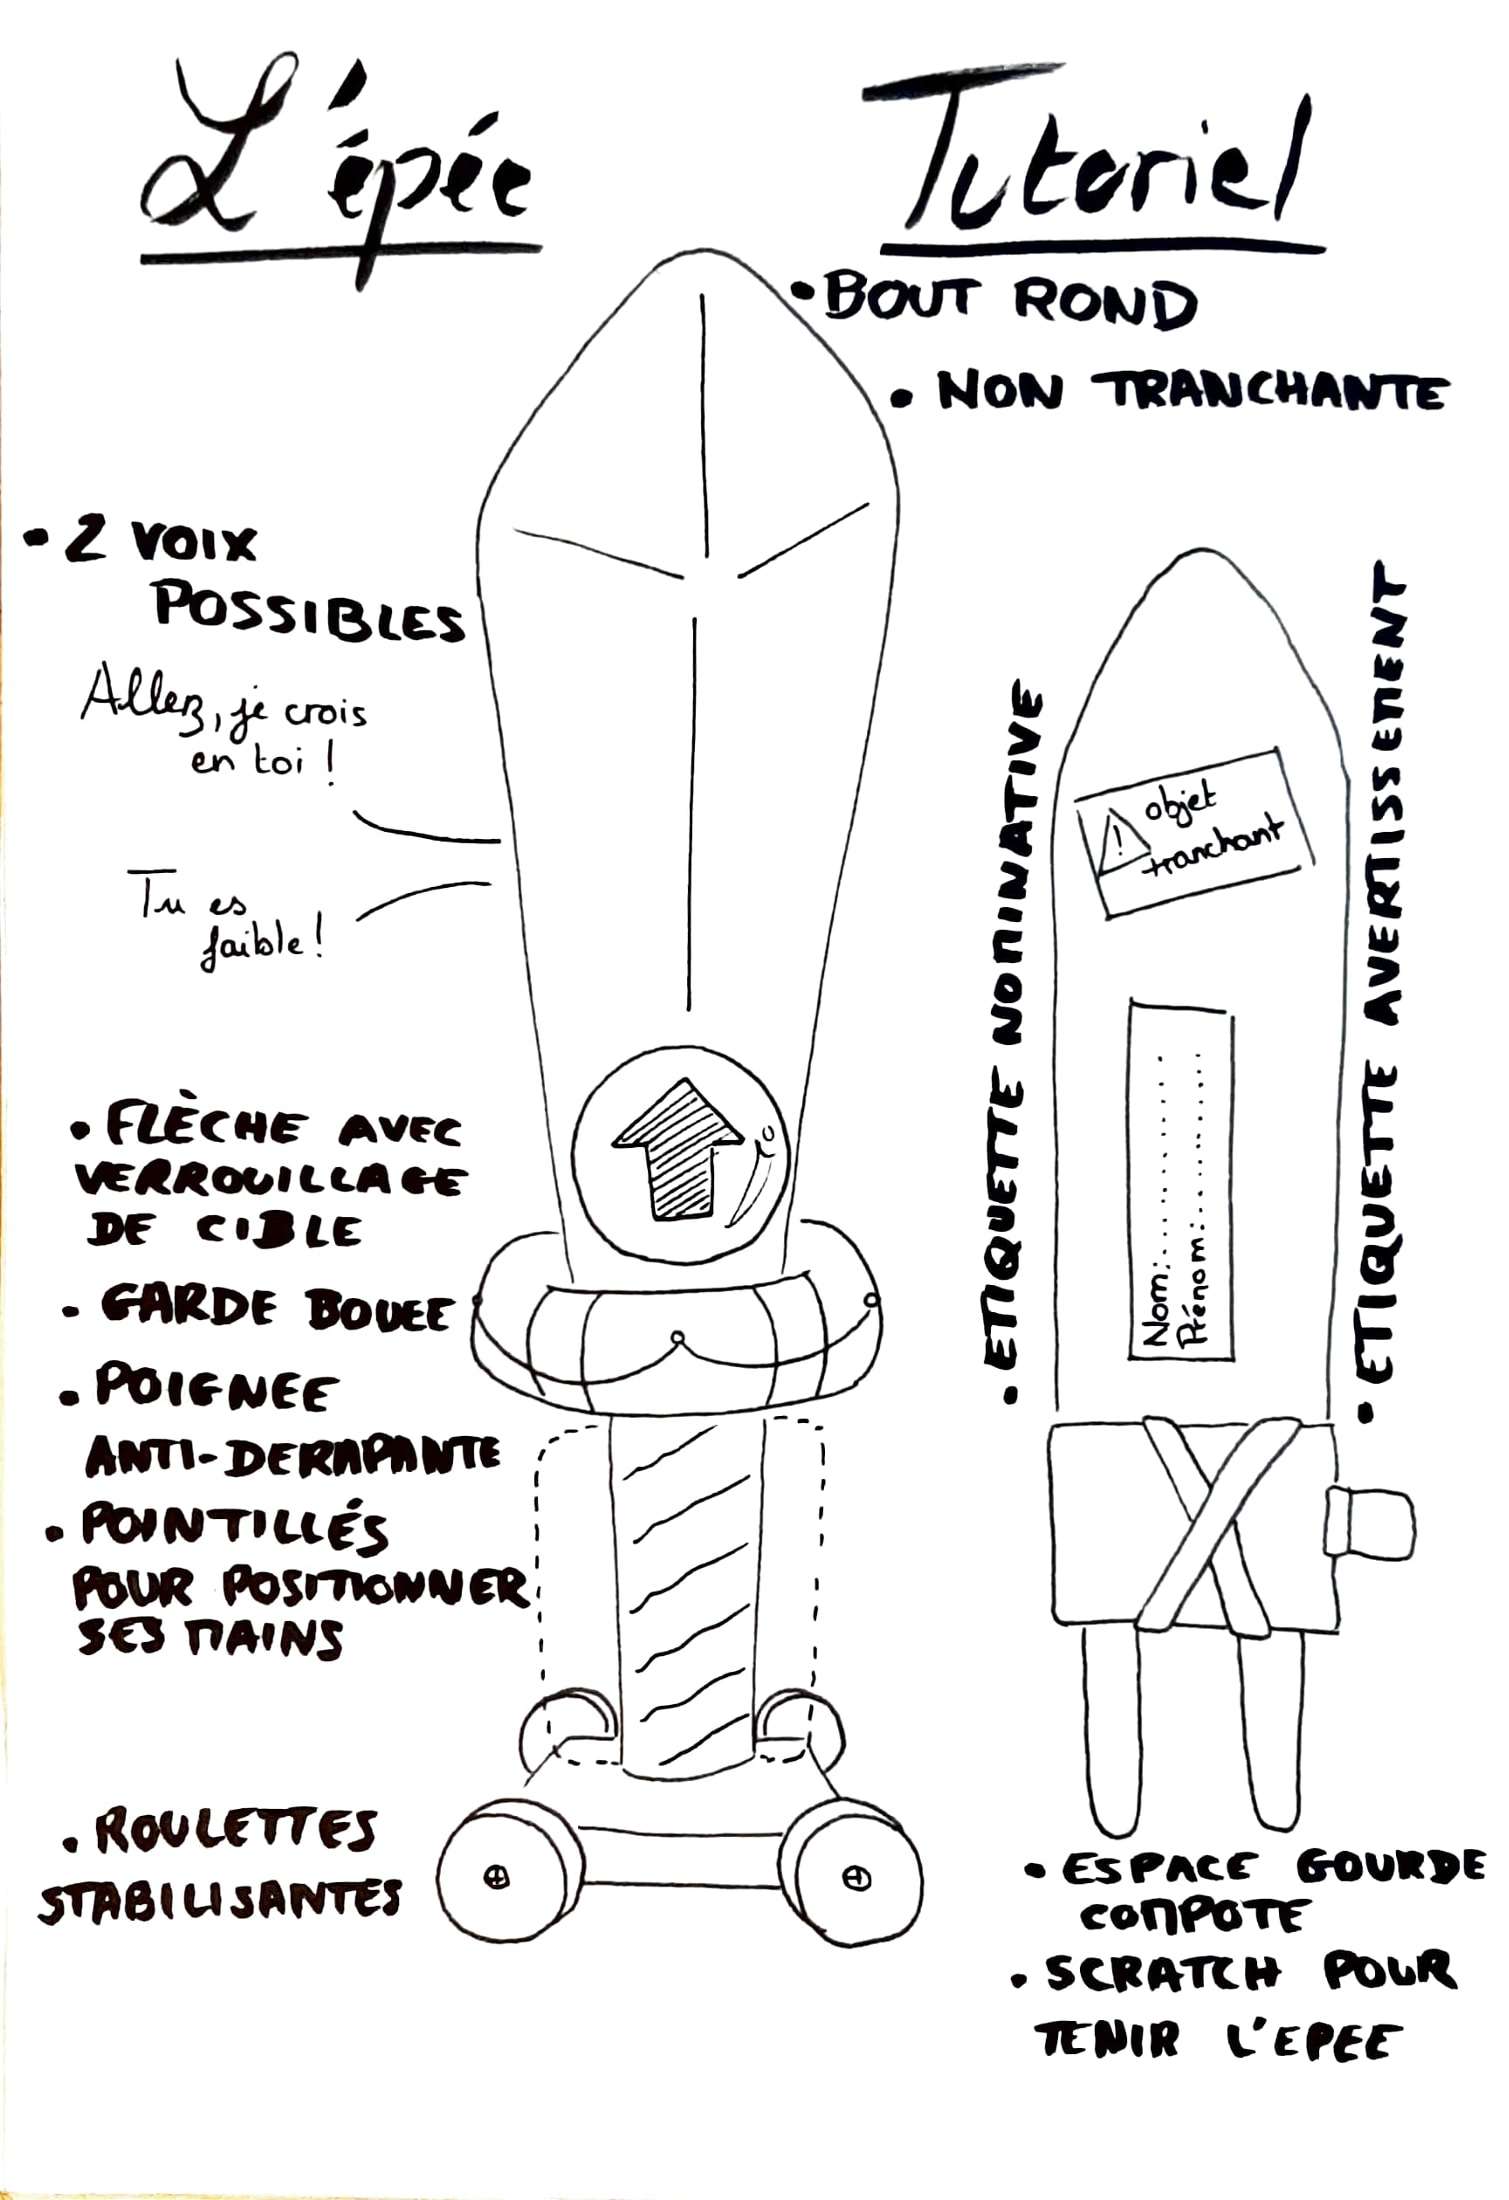 L'épée
Tutoriel
• BOUT ROND
• NON TRANCHANTE
• 2 VOIX
POSSIBLES
Allez, je crois
en toi !
Tu es
faible !
• FLÈCHE AVEC
VERROUILLAGE
DE CIBLE
• GARDE BOUEE
• POIGNEE
ANTI-DERAPANTE
• POINTILLÉS
POUR POSITIONNER
SES MAINS
• ROULETTES
STABILISANTES
• ETIQUETTE NOMINATIVE
! objet
tranchant
Nom:..............
Prénom:..............
• ETIQUETTE AVERTISSEMENT
• ESPACE GOURDE
COMPOTE
• SCRATCH POUR
TENIR L'EPEE